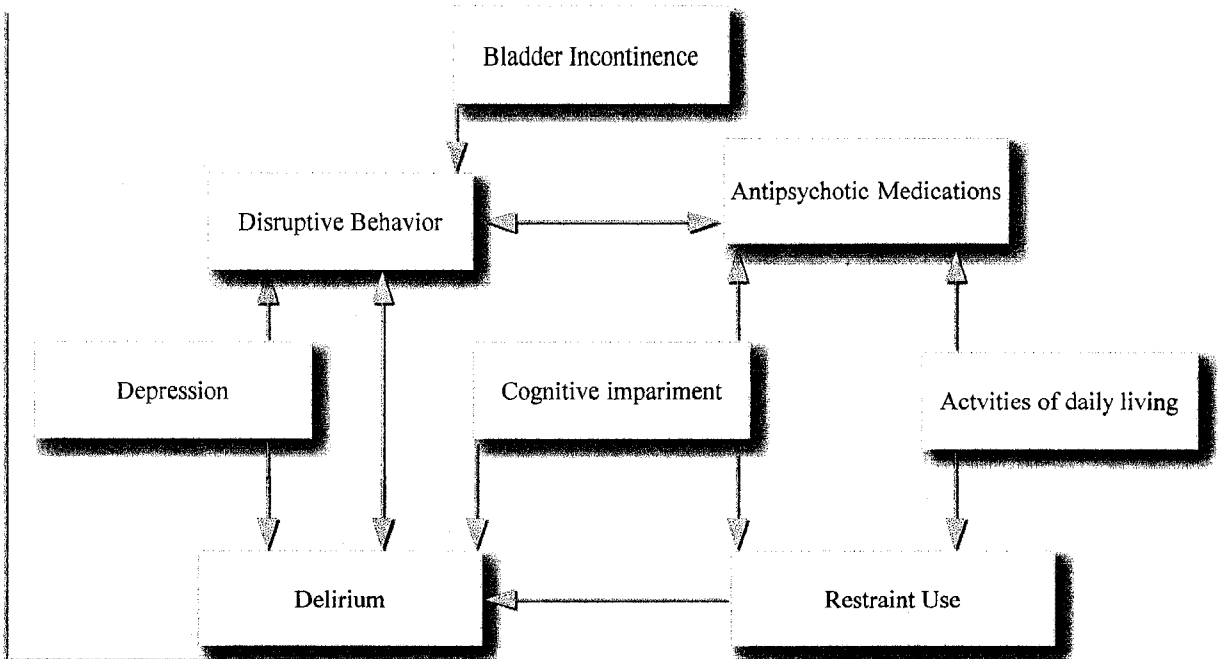 Bladder Incontinence
Antipsychotic Medications
Disruptive Behavior
Depression
Cognitive impariment
Actvities of daily living
Delirium
Restraint Use